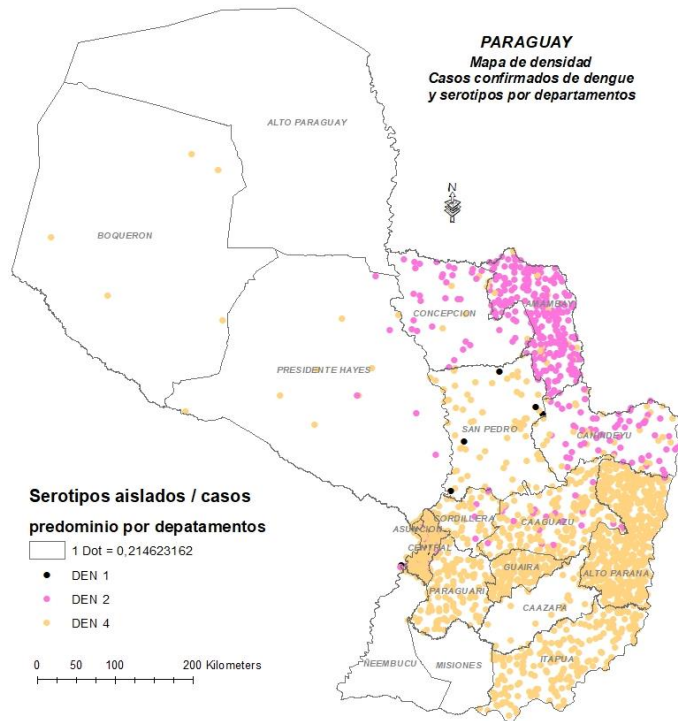 PARAGUAY
Mapa de densidad
Casos confirmados de dengue
y serotipos por departamentos
N
ALTO PARAGUAY
BOQUERON
CONCEPCION
AMAMBAY
PRESIDENTE HAYES
SAN PEDRO
CANINDEYU
CORDILLERA
ASUNCION
CAAGUAZU
CENTRAL
GUAIRA
ALTO PARANA
PARAGUARI
CAAZAPA
ITAPUA
ÑEEMBUCU
MISIONES
Serotipos aislados / casos
predominio por depatamentos
1 Dot = 0,214623162
DEN 1
DEN 2
DEN 4
0 50 100 200 Kilometers